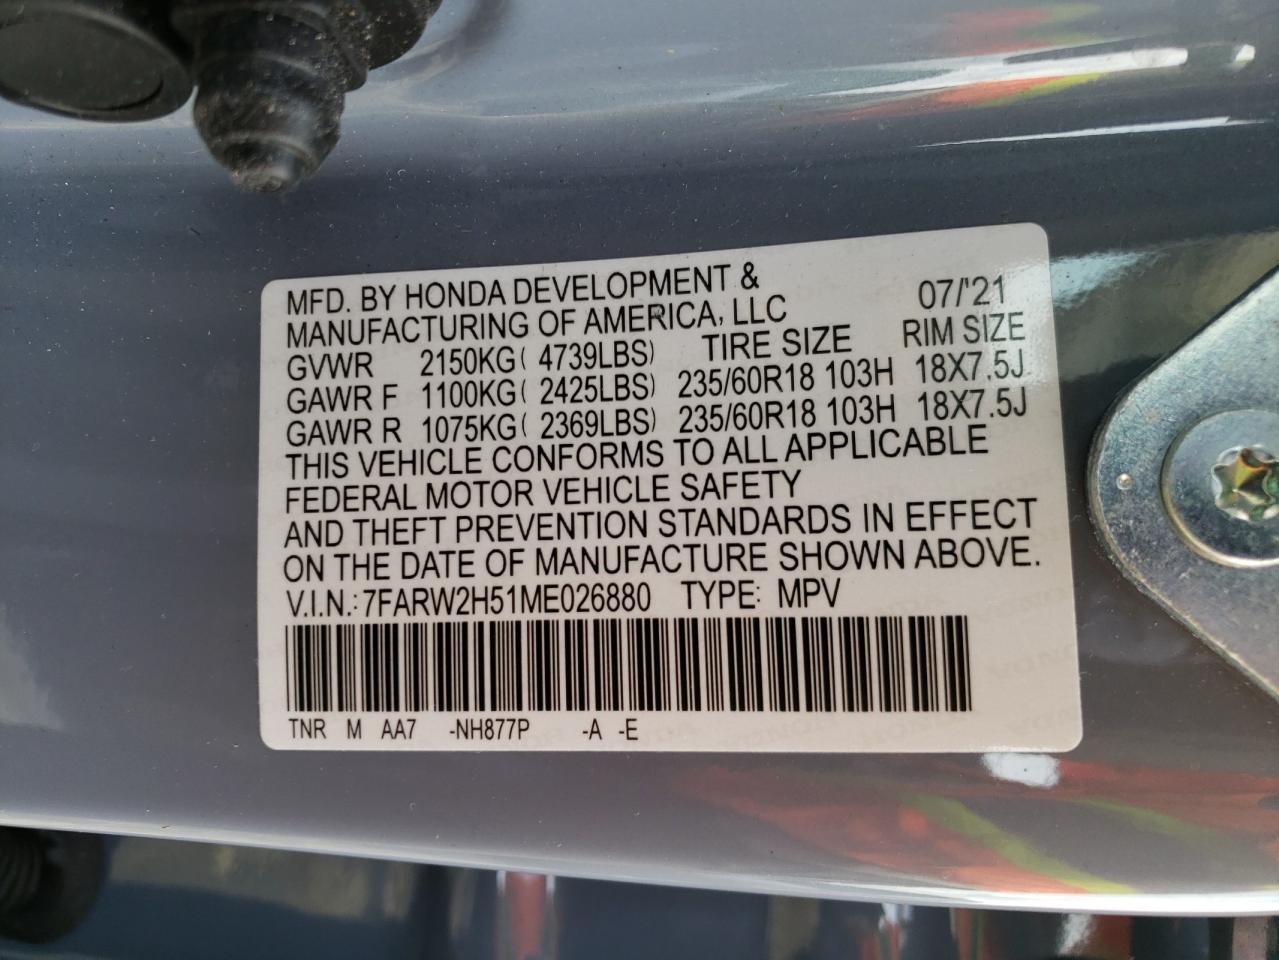 MFD. BY HONDA DEVELOPMENT & 07/'21
MANUFACTURING OF AMERICA, LLC
GVWR 2150KG( 4739LBS) TIRE SIZE RIM SIZE
GAWR F 1100KG( 2425LBS) 235/60R18 103H 18X7.5J
GAWR R 1075KG( 2369LBS) 235/60R18 103H 18X7.5J
THIS VEHICLE CONFORMS TO ALL APPLICABLE
FEDERAL MOTOR VEHICLE SAFETY
AND THEFT PREVENTION STANDARDS IN EFFECT
ON THE DATE OF MANUFACTURE SHOWN ABOVE.
V.I.N.: 7FARW2H51ME026880 TYPE: MPV
TNR M AA7 -NH877P -A -E